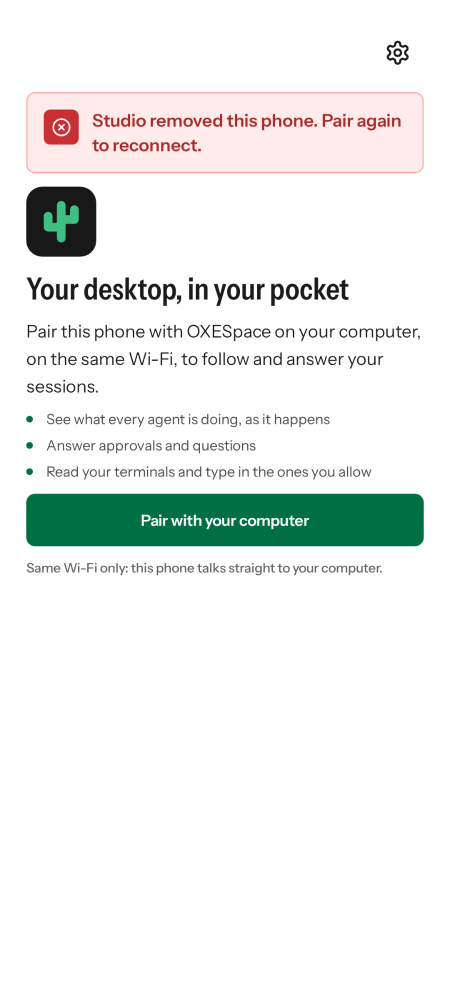 Studio removed this phone. Pair again
to reconnect.
Your desktop, in your pocket
Pair this phone with OXESpace on your computer,
on the same Wi-Fi, to follow and answer your
sessions.
See what every agent is doing, as it happens
Answer approvals and questions
Read your terminals and type in the ones you allow
Pair with your computer
Same Wi-Fi only: this phone talks straight to your computer.